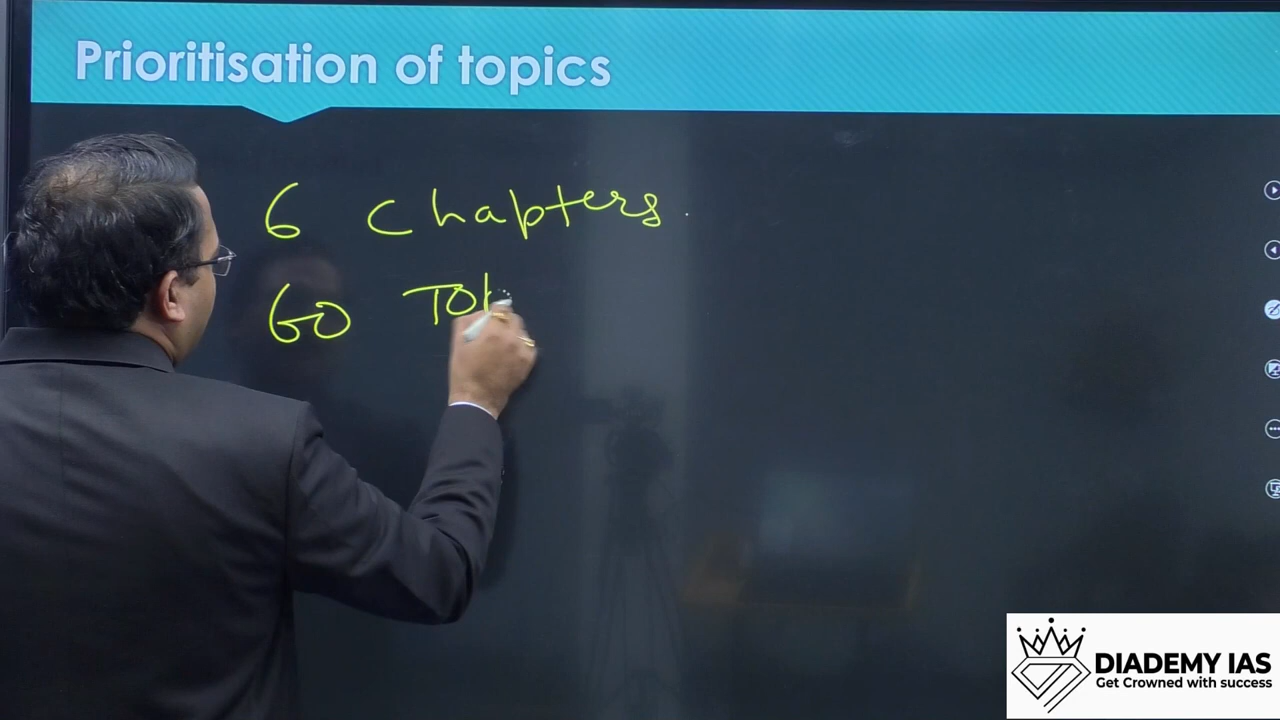 Prioritisation of topics
6 Chapters.
60
DIADEMY IAS
Get Crowned with success